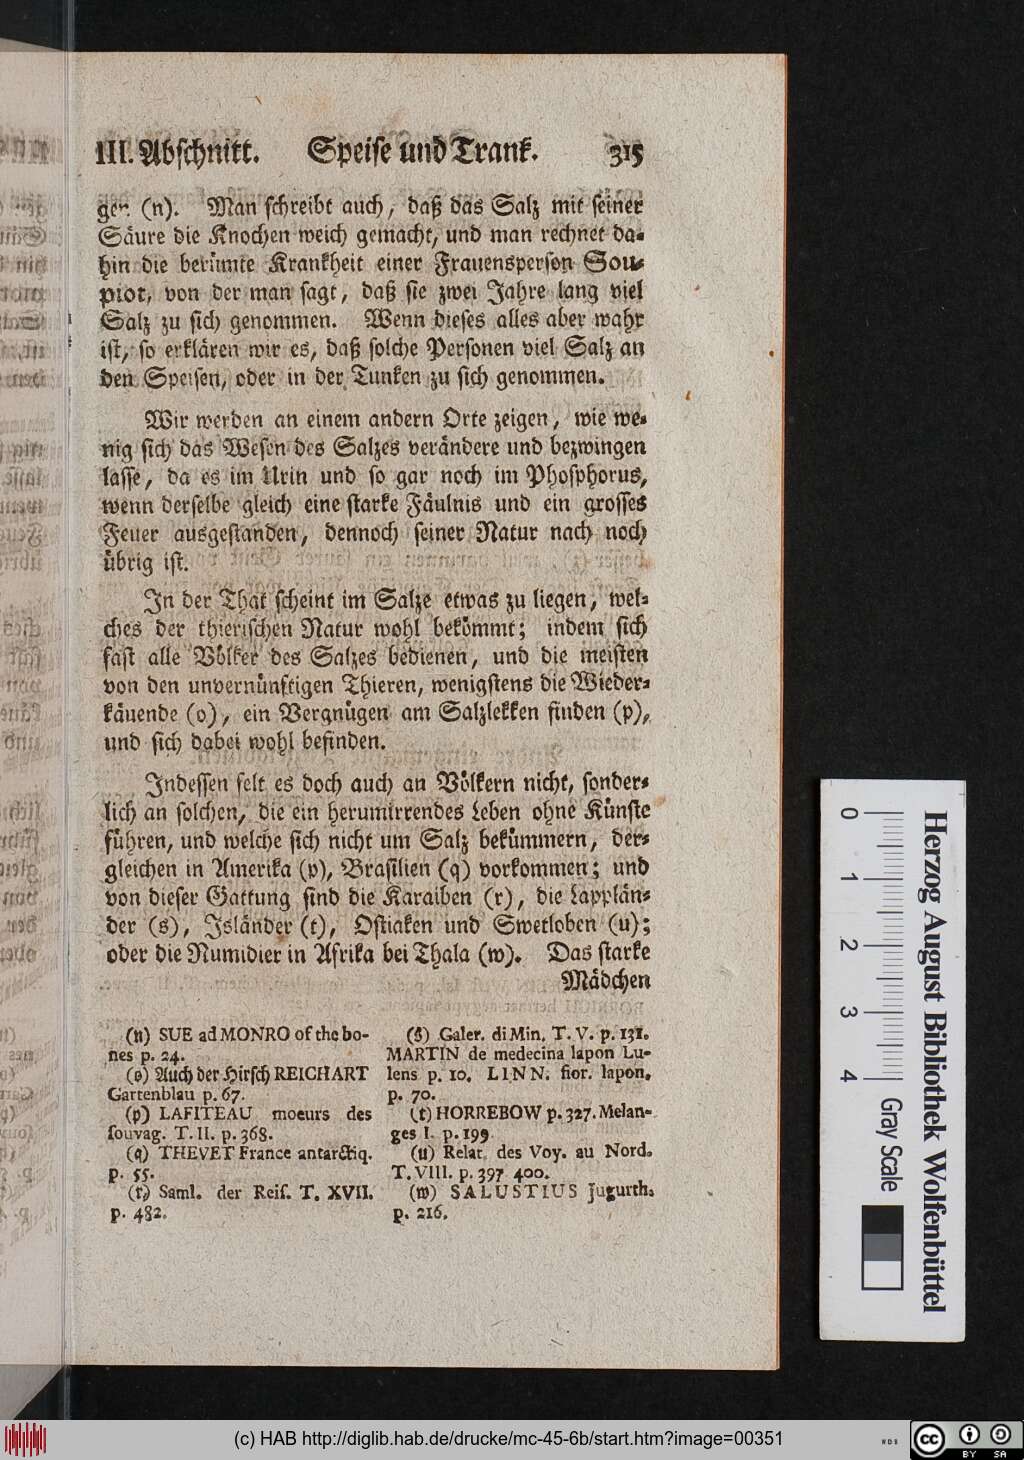 III. Abschnitt. Speise und Trank. 315
gen (n). Man schreibt auch, daß das Salz mit seiner
Säure die Knochen weich gemacht, und man rechnet da-
hin die berümte Krankheit einer Frauensperson Sou-
piot, von der man sagt, daß sie zwei Jahre lang viel
Salz zu sich genommen. Wenn dieses alles aber wahr
ist, so erklären wir es, daß solche Personen viel Salz an
den Speisen, oder in der Tunken zu sich genommen.
Wir werden an einem andern Orte zeigen, wie we-
nig sich das Wesen des Salzes verändere und bezwingen
lasse, da es im Urin und so gar noch im Phosphorus,
wenn derselbe gleich eine starke Fäulnis und ein grosses
Feuer ausgestanden, dennoch seiner Natur nach noch
übrig ist.
In der That scheint im Salze etwas zu liegen, wel-
ches der thierischen Natur wohl bekömmt; indem sich
fast alle Völker des Salzes bedienen, und die meisten
von den unvernünftigen Thieren, wenigstens die Wieder-
käuende (o), ein Vergnügen am Salzlekken finden (p),
und sich dabei wohl befinden.
Indessen felt es doch auch an Völkern nicht, sonder-
lich an solchen, die ein herumirrendes Leben ohne Künste
führen, und welche sich nicht um Salz bekümmern, der-
gleichen in Amerika (p), Brasilien (q) vorkommen; und
von dieser Gattung sind die Karaiben (r), die Lapplän-
der (s), Isländer (t), Ostiaken und Swetloben (u);
oder die Numidier in Afrika bei Thala (w). Das starke
Mädchen
(n) SUE ad MONRO of the bo-
nes p. 24.
(o) Auch der Hirsch REICHART
Gartenblau p. 67.
(p) LAFITEAU moeurs des
souvag. T. II. p. 368.
(q) THEVET France antarctiq.
p. 55.
(r) Saml. der Reis. T. XVII.
p. 482.
(s) Galer. di Min. T. V. p. 131.
MARTIN de medecina lapon Lu-
lens p. 10. LINN. flor. lapon.
p. 70.
(t) HORREBOW p. 327. Melan-
ges I. p. 199
(u) Relat. des Voy. au Nord.
T. VIII. p. 397 400.
(w) SALUSTIUS Jugurth.
p. 216.
Herzog August Bibliothek Wolfenbüttel
0 1 2 3 4 Gray Scale
(c) HAB http://diglib.hab.de/drucke/mc-45-6b/start.htm?image=00351
WDB
cc BY SA